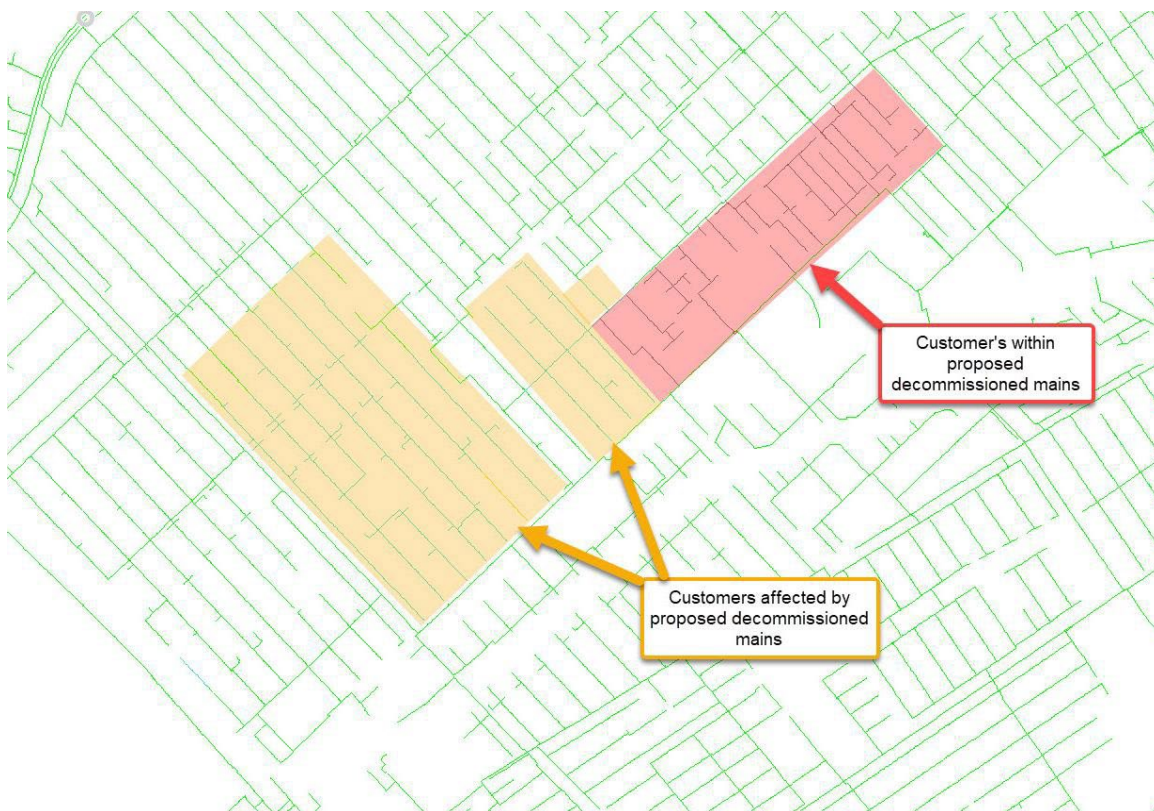 Customer's within
proposed
decommissioned mains
Customers affected by
proposed decommissioned
mains